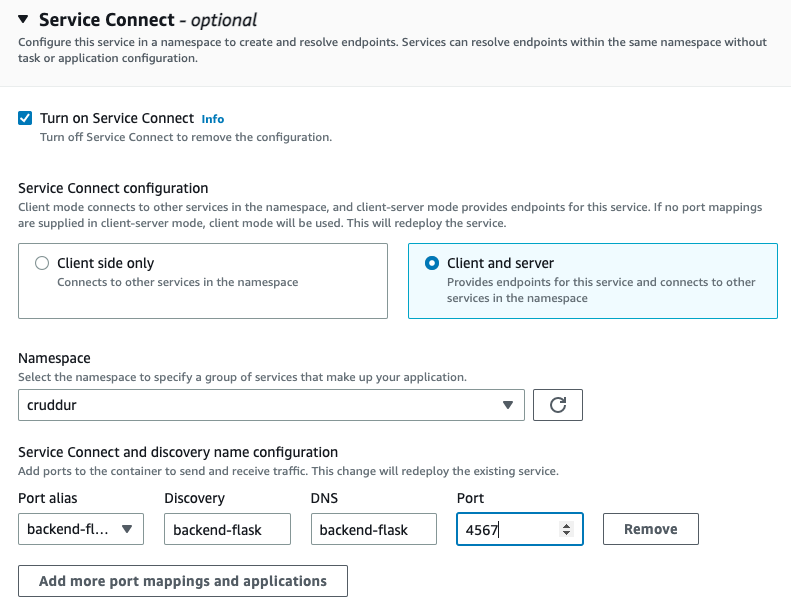 Service Connect - optional
Configure this service in a namespace to create and resolve endpoints. Services can resolve endpoints within the same namespace without
task or application configuration.
Turn on Service Connect Info
Turn off Service Connect to remove the configuration.
Service Connect configuration
Client mode connects to other services in the namespace, and client-server mode provides endpoints for this service. If no port mappings
are supplied in client-server mode, client mode will be used. This will redeploy the service.
Client side only
Connects to other services in the namespace
Client and server
Provides endpoints for this service and connects to other
services in the namespace
Namespace
Select the namespace to specify a group of services that make up your application.
cruddur
Service Connect and discovery name configuration
Add ports to the container to send and receive traffic. This change will redeploy the existing service.
Port alias Discovery DNS Port
backend-fl... backend-flask backend-flask 4567 Remove
Add more port mappings and applications